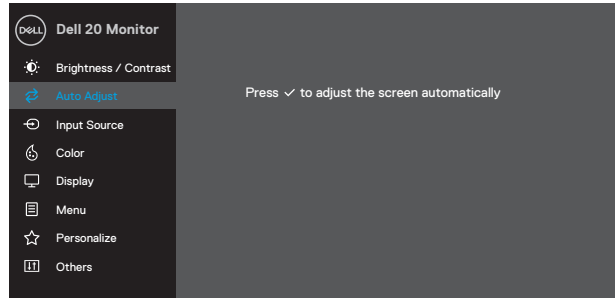 DELL Dell 20 Monitor
Brightness / Contrast
Auto Adjust
Press ✓ to adjust the screen automatically
Input Source
Color
Display
Menu
Personalize
Others